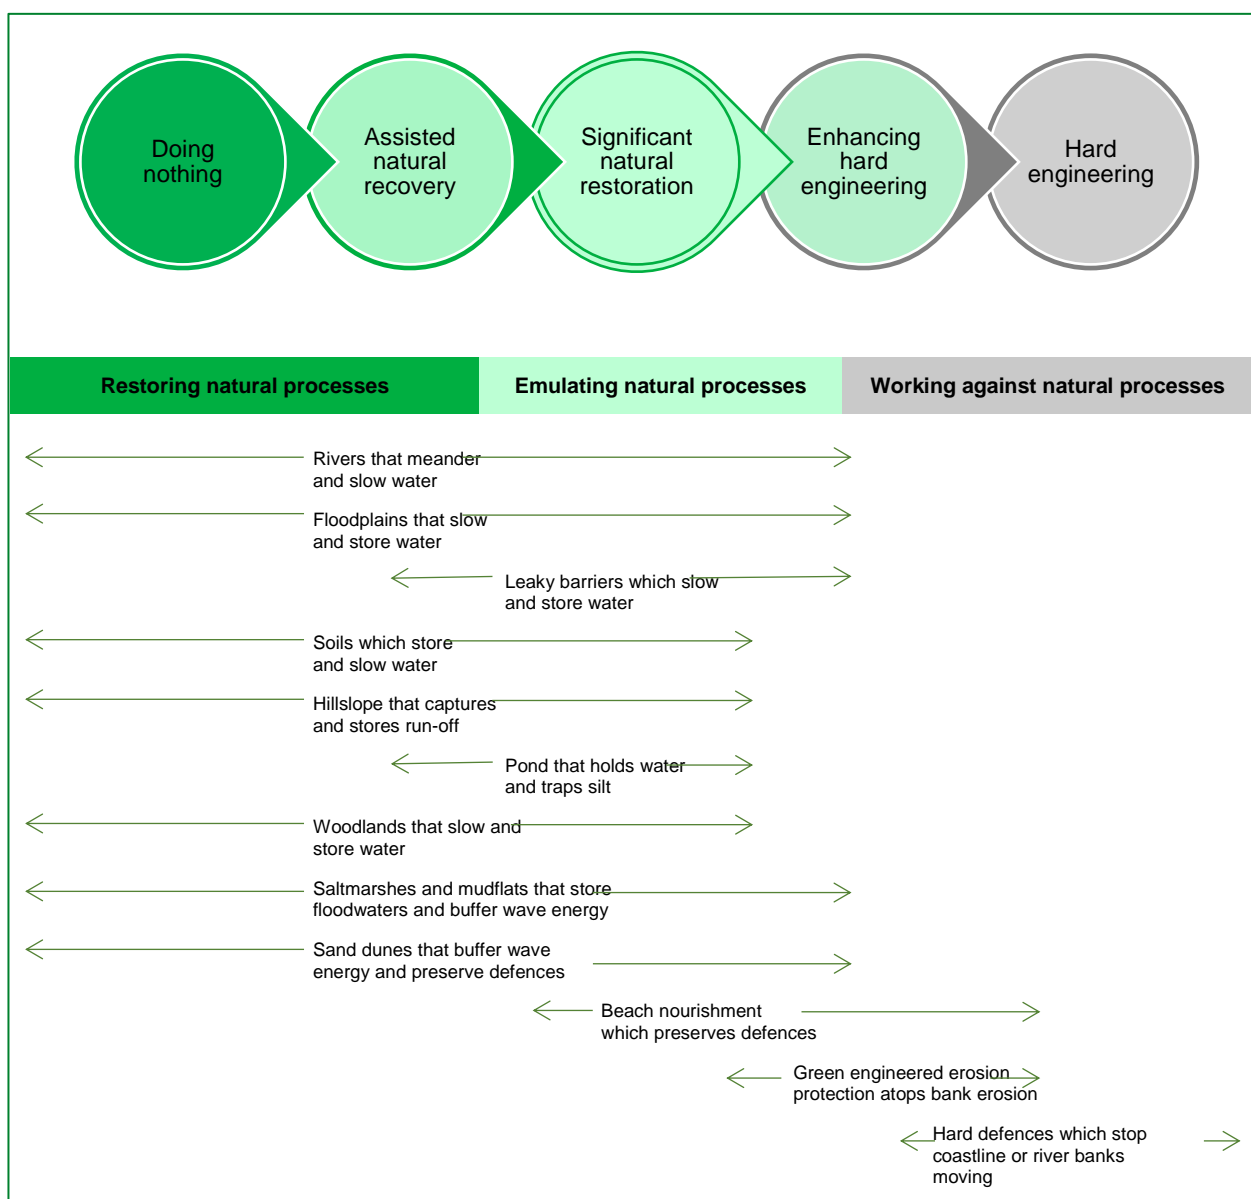 Doing
nothing
Assisted
natural
recovery
Significant
natural
restoration
Enhancing
hard
engineering
Hard
engineering
Restoring natural processes
Emulating natural processes
Working against natural processes
Rivers that meander
and slow water
Floodplains that slow
and store water
Leaky barriers which slow
and store water
Soils which store
and slow water
Hillslope that captures
and stores run-off
Pond that holds water
and traps silt
Woodlands that slow and
store water
Saltmarshes and mudflats that store
floodwaters and buffer wave energy
Sand dunes that buffer wave
energy and preserve defences
Beach nourishment
which preserves defences
Green engineered erosion
protection atops bank erosion
Hard defences which stop
coastline or river banks
moving